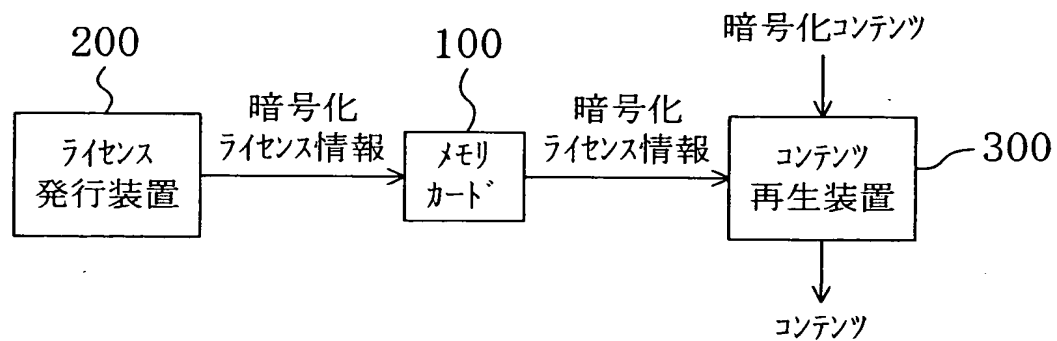 200
ライセンス
発行装置
暗号化
ライセンス情報
100
メモリ
カード
暗号化
ライセンス情報
暗号化コンテンツ
コンテンツ
再生装置
300
コンテンツ